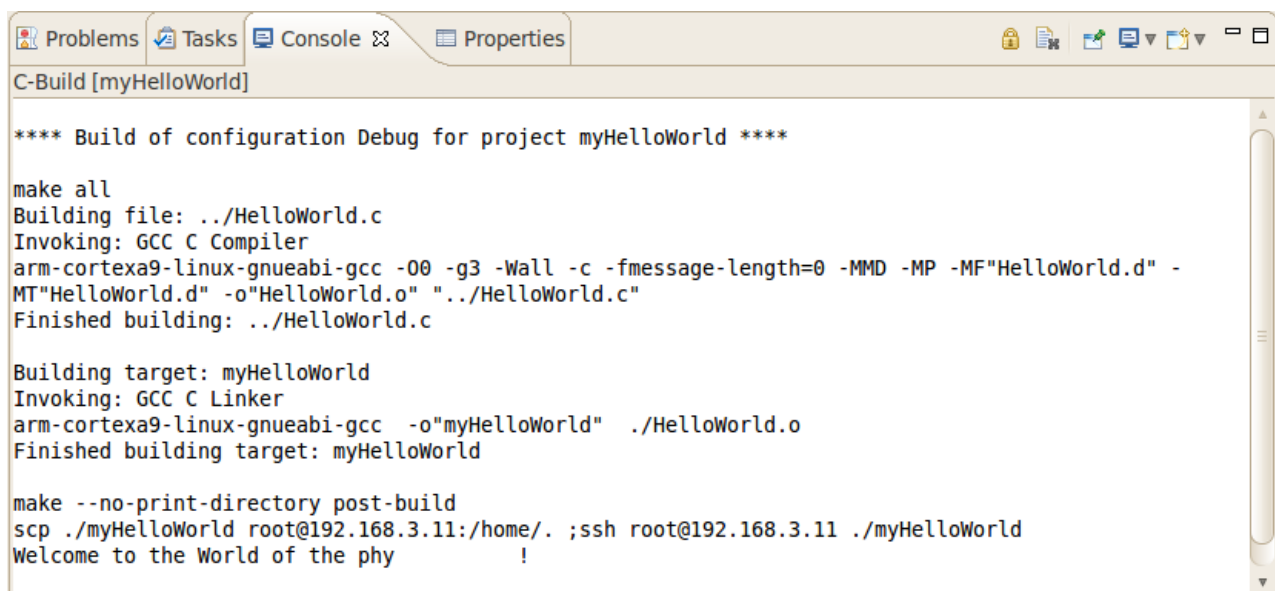 Problems Tasks Console Properties
C-Build [myHelloWorld]
**** Build of configuration Debug for project myHelloWorld ****
make all
Building file: ../HelloWorld.c
Invoking: GCC C Compiler
arm-cortexa9-linux-gnueabi-gcc -O0 -g3 -Wall -c -fmessage-length=0 -MMD -MP -MF"HelloWorld.d" -
MT"HelloWorld.d" -o"HelloWorld.o" "../HelloWorld.c"
Finished building: ../HelloWorld.c
Building target: myHelloWorld
Invoking: GCC C Linker
arm-cortexa9-linux-gnueabi-gcc  -o"myHelloWorld"  ./HelloWorld.o
Finished building target: myHelloWorld
make --no-print-directory post-build
scp ./myHelloWorld root@192.168.3.11:/home/. ;ssh root@192.168.3.11 ./myHelloWorld
Welcome to the World of the phy            !